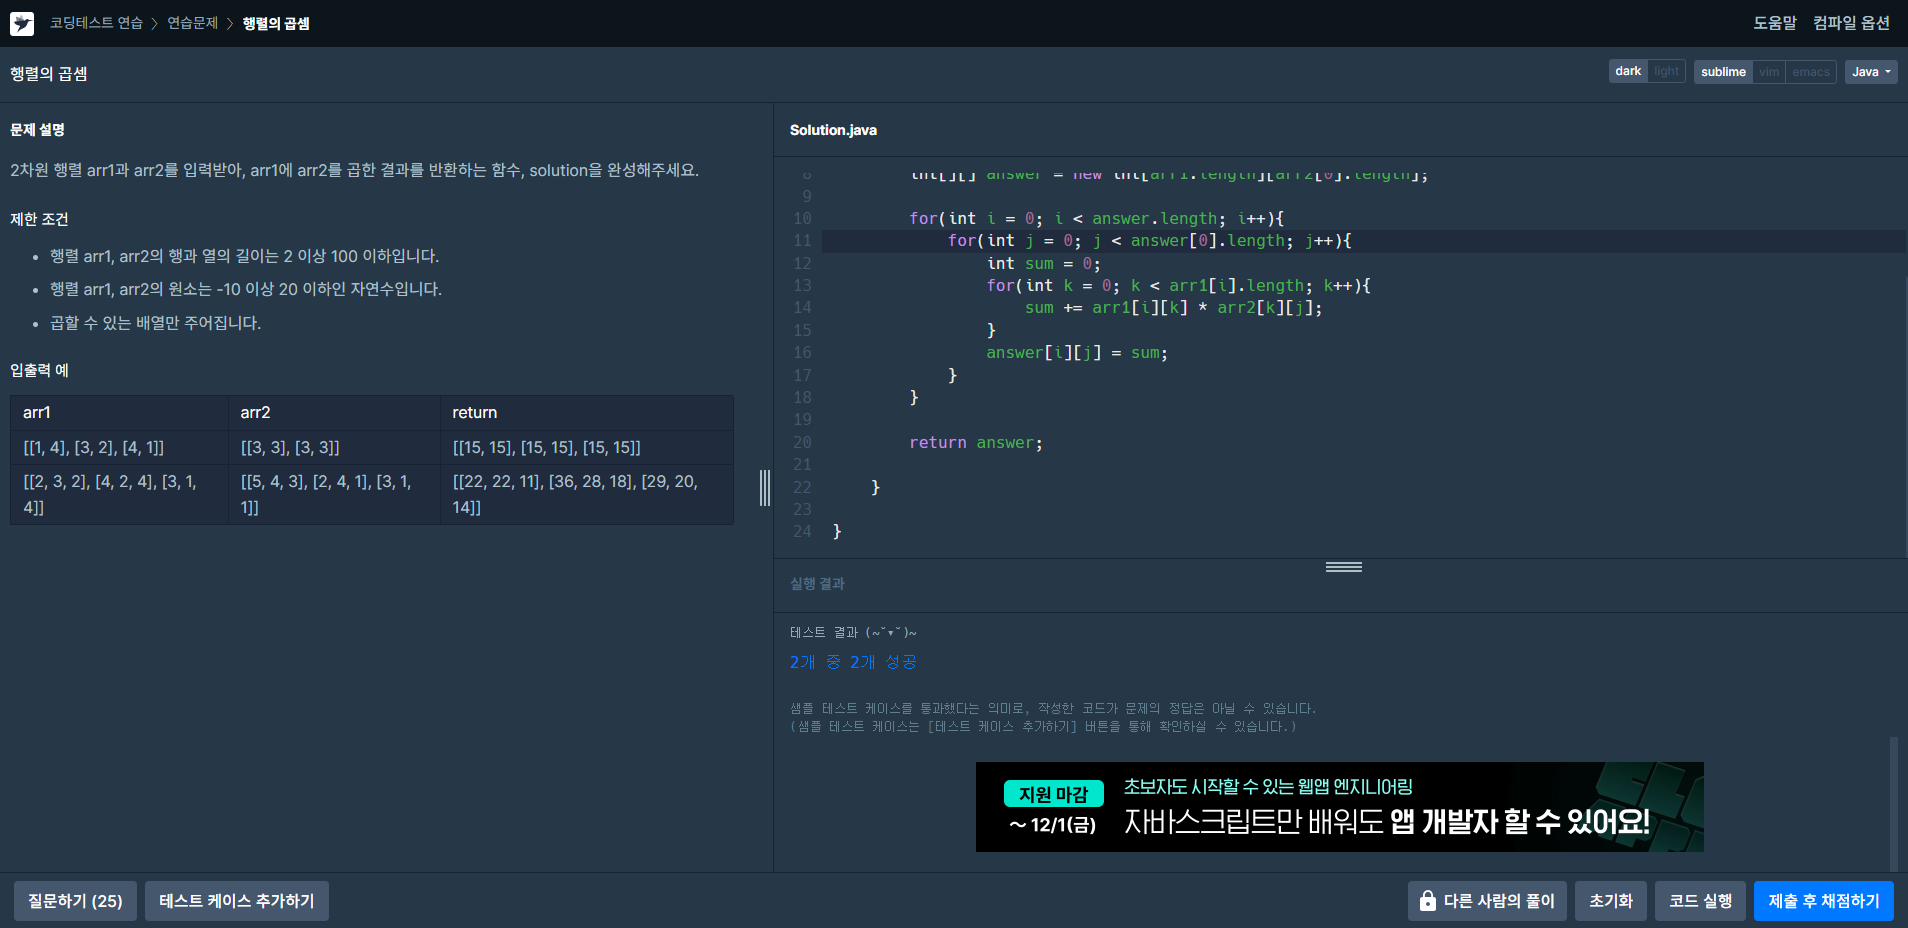 코딩테스트 연습 > 연습문제 > 행렬의 곱셈
도움말 컴파일 옵션
행렬의 곱셈
dark light sublime vim emacs Java
문제 설명
2차원 행렬 arr1과 arr2를 입력받아, arr1에 arr2를 곱한 결과를 반환하는 함수, solution을 완성해주세요.
제한 조건
• 행렬 arr1, arr2의 행과 열의 길이는 2 이상 100 이하입니다.
• 행렬 arr1, arr2의 원소는 -10 이상 20 이하인 자연수입니다.
• 곱할 수 있는 배열만 주어집니다.
입출력 예
arr1 arr2 return
[[1, 4], [3, 2], [4, 1]] [[3, 3], [3, 3]] [[15, 15], [15, 15], [15, 15]]
[[2, 3, 2], [4, 2, 4], [3, 1, [[5, 4, 3], [2, 4, 1], [3, 1, [[22, 22, 11], [36, 28, 18], [29, 20,
4]] 1]] 14]]
Solution.java
8 int[][] answer = new int[arr1.length][arr2[0].length];
9
10 for(int i = 0; i < answer.length; i++){
11 for(int j = 0; j < answer[0].length; j++){
12 int sum = 0;
13 for(int k = 0; k < arr1[i].length; k++){
14 sum += arr1[i][k] * arr2[k][j];
15 }
16 answer[i][j] = sum;
17 }
18 }
19
20 return answer;
21
22 }
23
24 }
실행 결과
테스트 결과 (~˘▾˘)~
2개 중 2개 성공
샘플 테스트 케이스를 통과했다는 의미로, 작성한 코드가 문제의 정답은 아닐 수 있습니다.
(샘플 테스트 케이스는 [테스트 케이스 추가하기] 버튼을 통해 확인하실 수 있습니다.)
지원 마감
~ 12/1(금)
초보자도 시작할 수 있는 웹앱 엔지니어링
자바스크립트만 배워도 앱 개발자 할 수 있어요!
질문하기 (25) 테스트 케이스 추가하기 다른 사람의 풀이 초기화 코드 실행 제출 후 채점하기